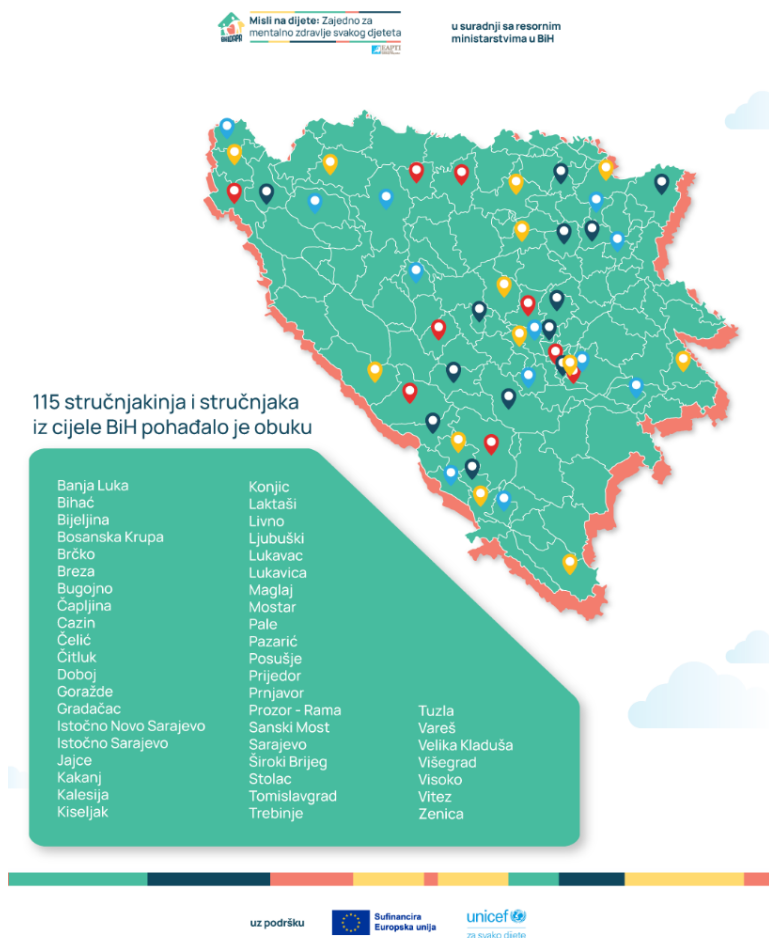 Misli na dijete: Zajedno za
mentalno zdravlje svakog djeteta
EAPTI
u suradnji sa resornim
ministarstvima u BiH
115 stručnjakinja i stručnjaka
iz cijele BiH pohađalo je obuku
Banja Luka
Bihać
Bijeljina
Bosanska Krupa
Brčko
Breza
Bugojno
Čapljina
Cazin
Čelić
Čitluk
Doboj
Goražde
Gradačac
Istočno Novo Sarajevo
Istočno Sarajevo
Jajce
Kakanj
Kalesija
Kiseljak
Konjic
Laktaši
Livno
Ljubuški
Lukavac
Lukavica
Maglaj
Mostar
Pale
Pazarić
Posušje
Prijedor
Prnjavor
Prozor - Rama
Sanski Most
Sarajevo
Široki Brijeg
Stolac
Tomislavgrad
Trebinje
Tuzla
Vareš
Velika Kladuša
Višegrad
Visoko
Vitez
Zenica
uz podršku
Sufinancira
Europska unija
unicef
za svako dijete